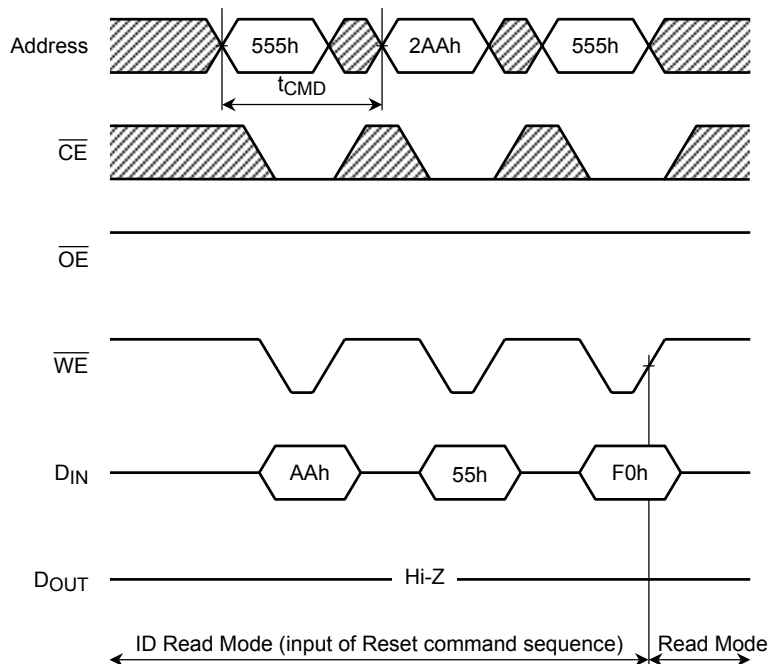 Address 555h 2AAh 555h
tCMD
CE
OE
WE
DIN AAh 55h F0h
DOUT Hi-Z
ID Read Mode (input of Reset command sequence) Read Mode